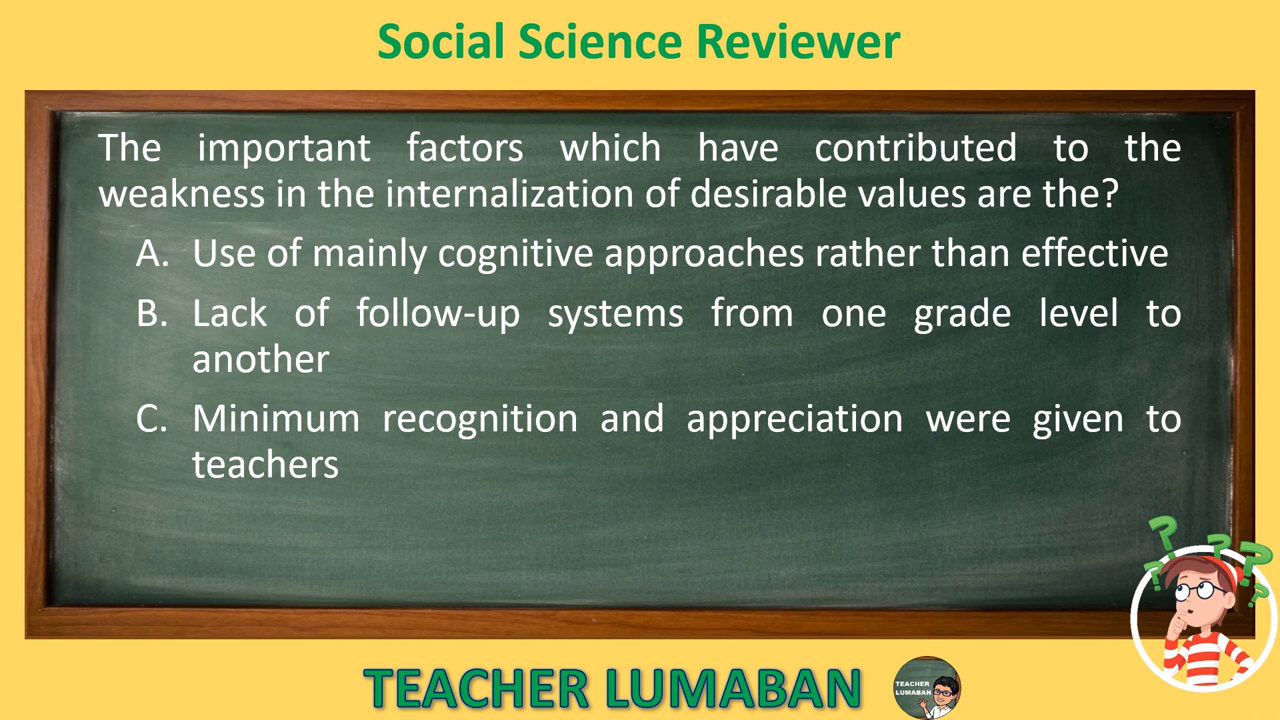 Social Science Reviewer
The important factors which have contributed to the
weakness in the internalization of desirable values are the?
A. Use of mainly cognitive approaches rather than effective
B. Lack of follow-up systems from one grade level to
another
C. Minimum recognition and appreciation were given to
teachers
TEACHER LUMABAN
TEACHER
LUMABAN